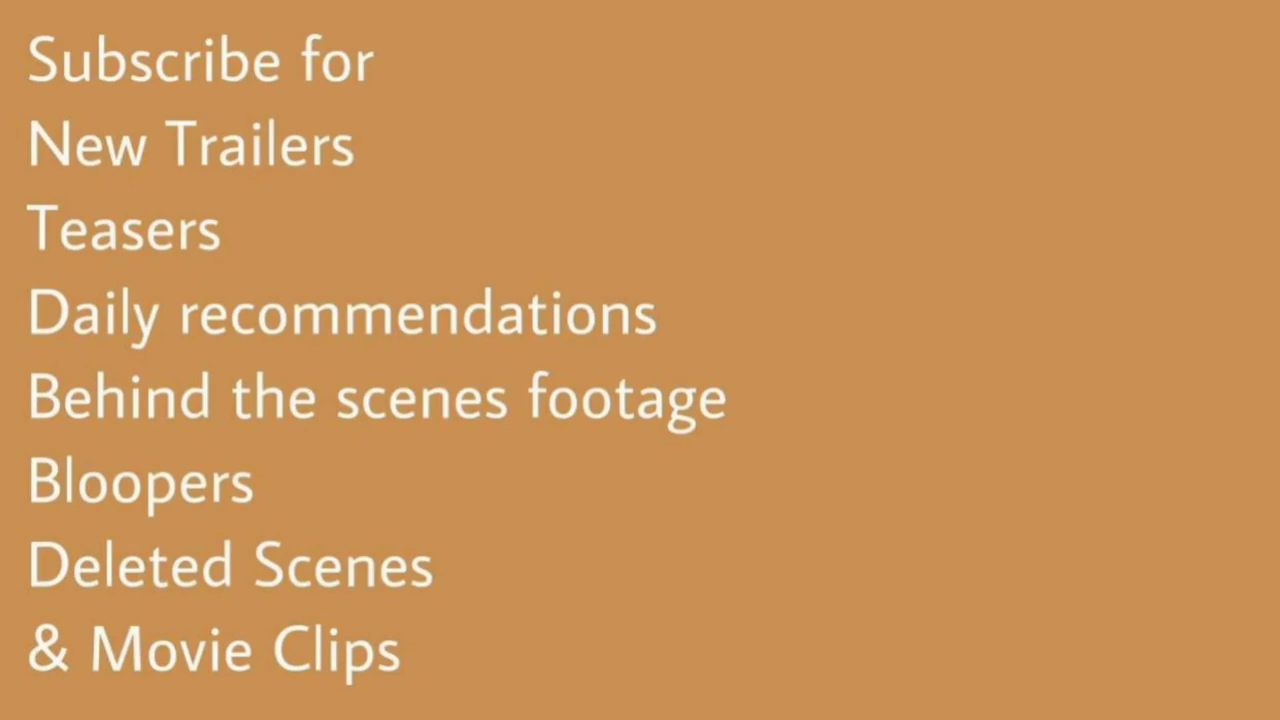 Subscribe for
New Trailers
Teasers
Daily recommendations
Behind the scenes footage
Bloopers
Deleted Scenes
& Movie Clips